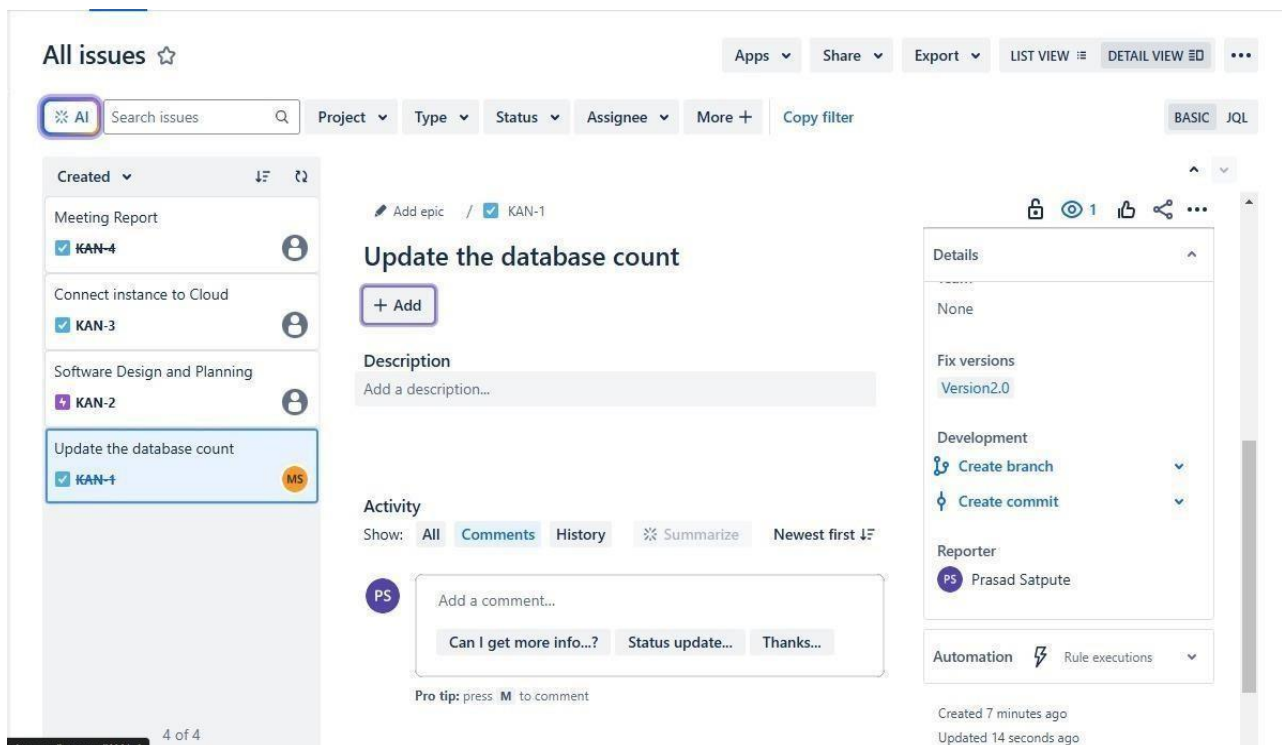 All issues
Apps Share Export LIST VIEW DETAIL VIEW
AI Search issues Project Type Status Assignee More + Copy filter BASIC JQL
Created
Meeting Report
KAN-4
Connect instance to Cloud
KAN-3
Software Design and Planning
KAN-2
Update the database count
KAN-1
MS
4 of 4
Add epic / KAN-1
Update the database count
+ Add
Description
Add a description...
Activity
Show: All Comments History Summarize Newest first
PS
Add a comment...
Can I get more info...? Status update... Thanks...
Pro tip: press M to comment
1
Details
None
Fix versions
Version2.0
Development
Create branch
Create commit
Reporter
PS Prasad Satpute
Automation Rule executions
Created 7 minutes ago
Updated 14 seconds ago